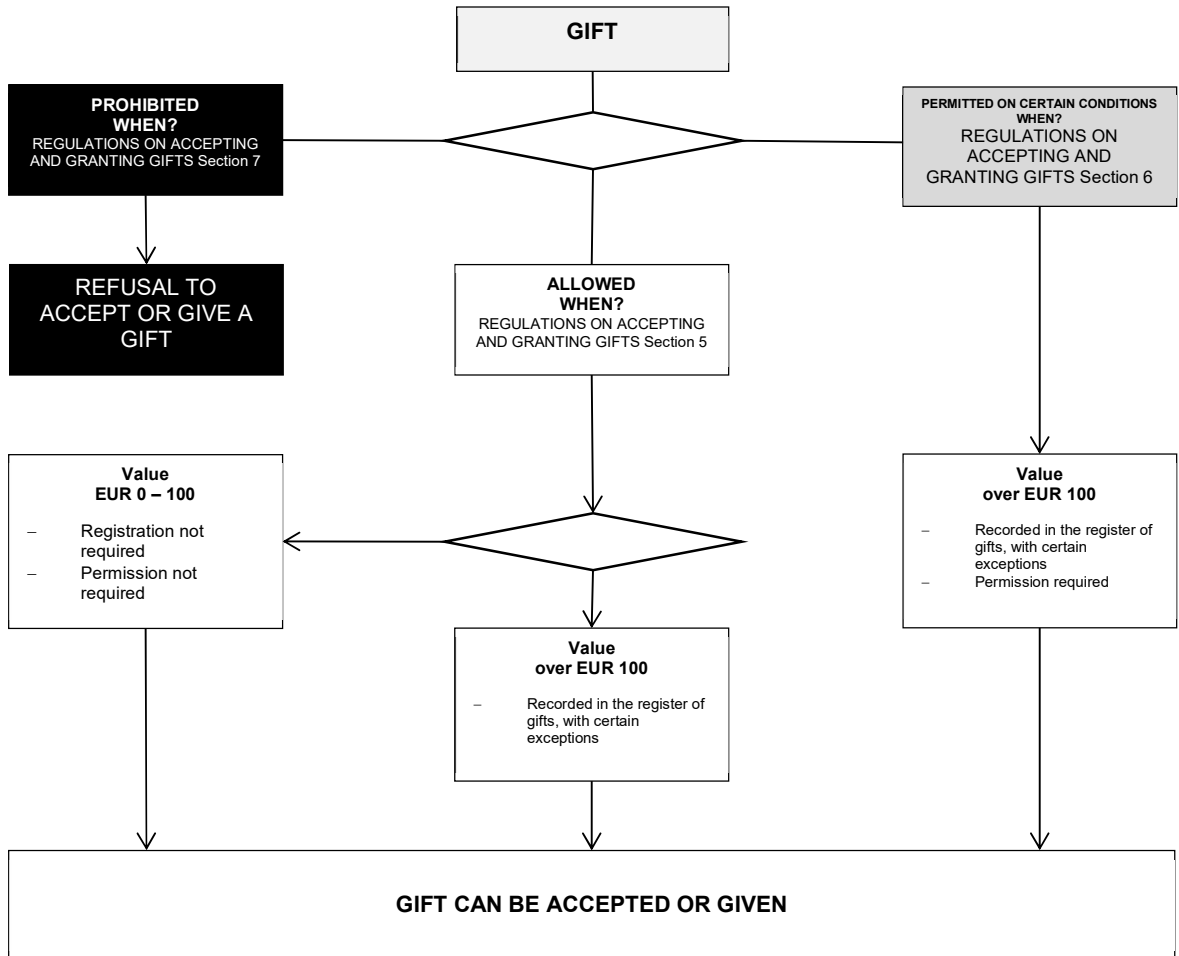 GIFT
PROHIBITED
WHEN?
REGULATIONS ON ACCEPTING
AND GRANTING GIFTS Section 7
PERMITTED ON CERTAIN CONDITIONS
WHEN?
REGULATIONS ON
ACCEPTING AND
GRANTING GIFTS Section 6
REFUSAL TO
ACCEPT OR GIVE A
GIFT
ALLOWED
WHEN?
REGULATIONS ON ACCEPTING
AND GRANTING GIFTS Section 5
Value
EUR 0 – 100
– Registration not
required
– Permission not
required
Value
over EUR 100
– Recorded in the register of
gifts, with certain
exceptions
Value
over EUR 100
– Recorded in the register of
gifts, with certain
exceptions
– Permission required
GIFT CAN BE ACCEPTED OR GIVEN